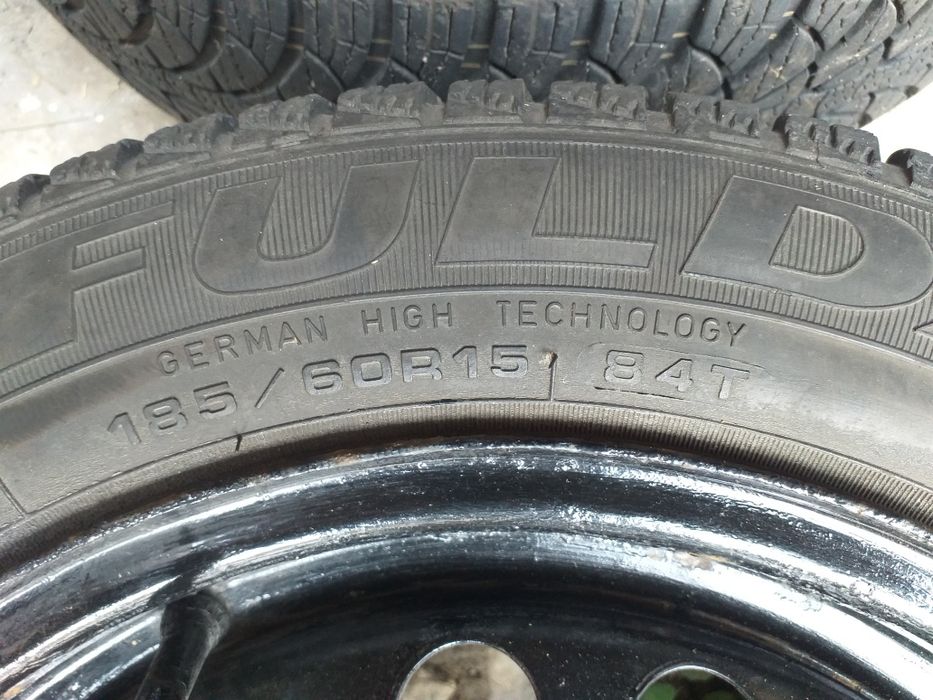 FULD
GERMAN HIGH TECHNOLOGY
185/60R15 84T